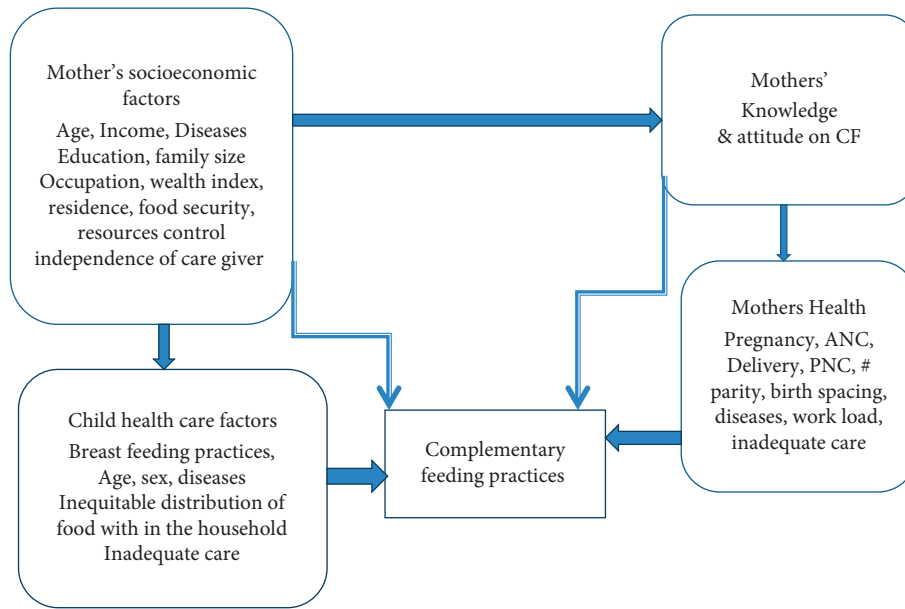 Mother's socioeconomic
factors
Age, Income, Diseases
Education, family size
Occupation, wealth index,
residence, food security,
resources control
independence of care giver
Mothers'
Knowledge
& attitude on CF
Mothers Health
Pregnancy, ANC,
Delivery, PNC, #
parity, birth spacing,
diseases, work load,
inadequate care
Child health care factors
Breast feeding practices,
Age, sex, diseases
Inequitable distribution of
food with in the household
Inadequate care
Complementary
feeding practices